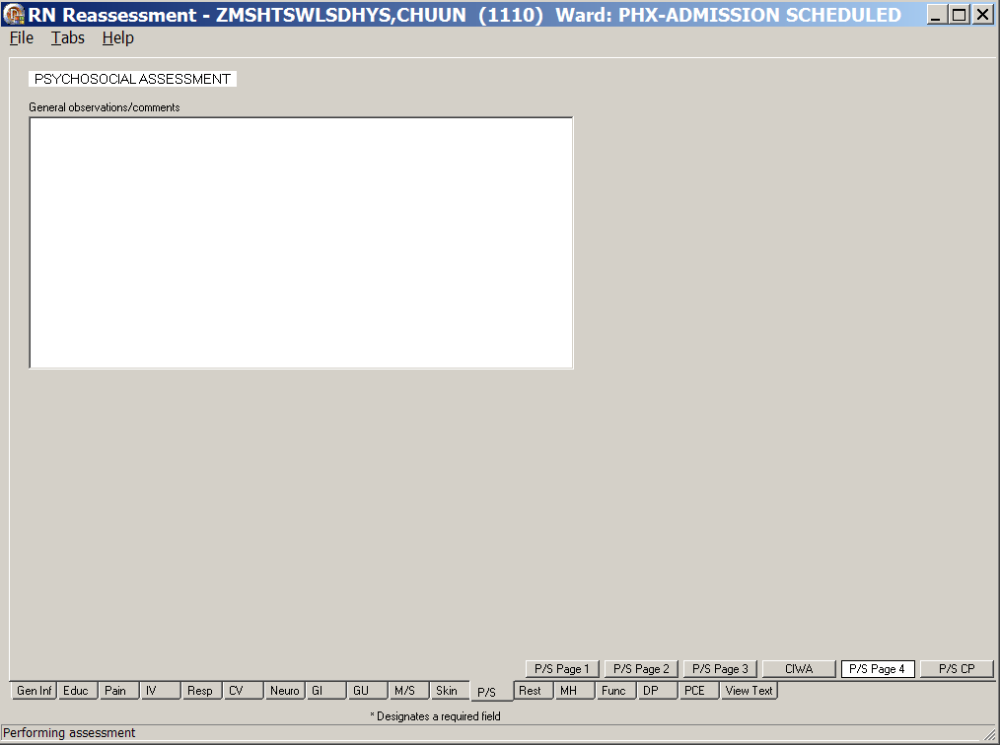 RN Reassessment - ZMSHTSWLSDHYS,CHUUN (1110) Ward: PHX-ADMISSION SCHEDULED
File Tabs Help
PSYCHOSOCIAL ASSESSMENT
General observations/comments
P/S Page 1 P/S Page 2 P/S Page 3 CIWA P/S Page 4 P/S CP
Gen Inf Educ Pain IV Resp CV Neuro GI GU M/S Skin P/S Rest MH Func DP PCE View Text
* Designates a required field
Performing assessment